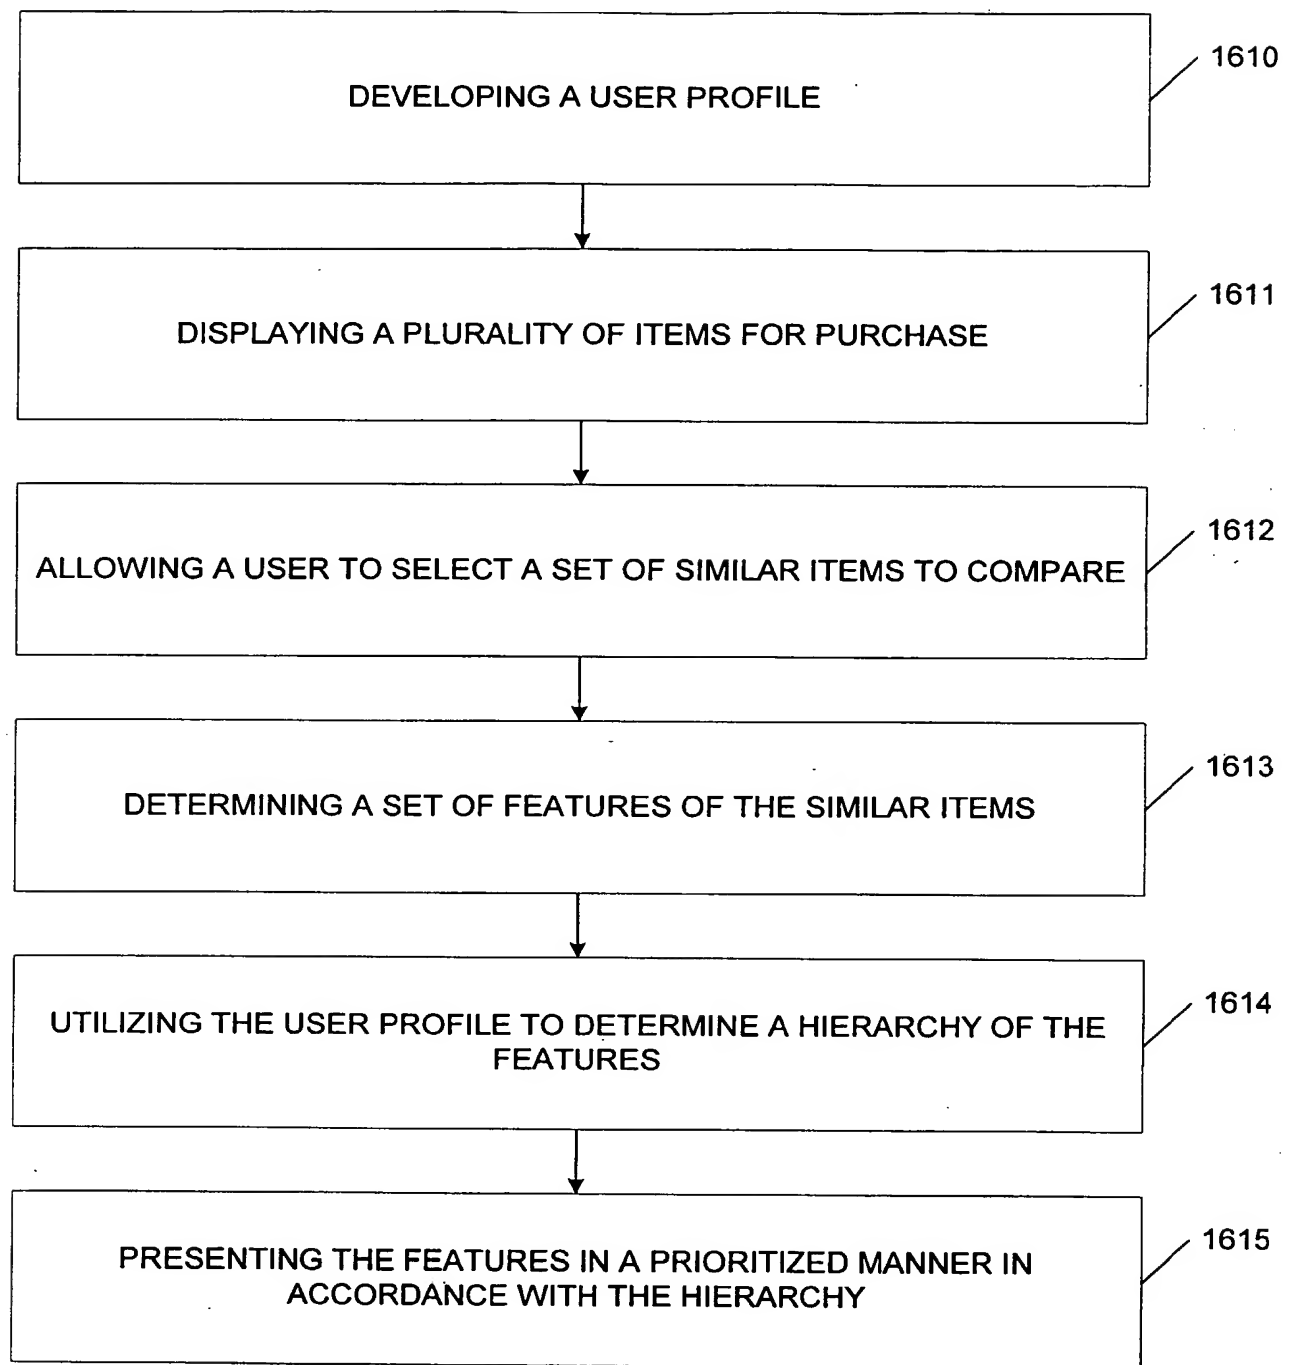 DEVELOPING A USER PROFILE
1610
DISPLAYING A PLURALITY OF ITEMS FOR PURCHASE
1611
ALLOWING A USER TO SELECT A SET OF SIMILAR ITEMS TO COMPARE
1612
DETERMINING A SET OF FEATURES OF THE SIMILAR ITEMS
1613
UTILIZING THE USER PROFILE TO DETERMINE A HIERARCHY OF THE
FEATURES
1614
PRESENTING THE FEATURES IN A PRIORITIZED MANNER IN
ACCORDANCE WITH THE HIERARCHY
1615